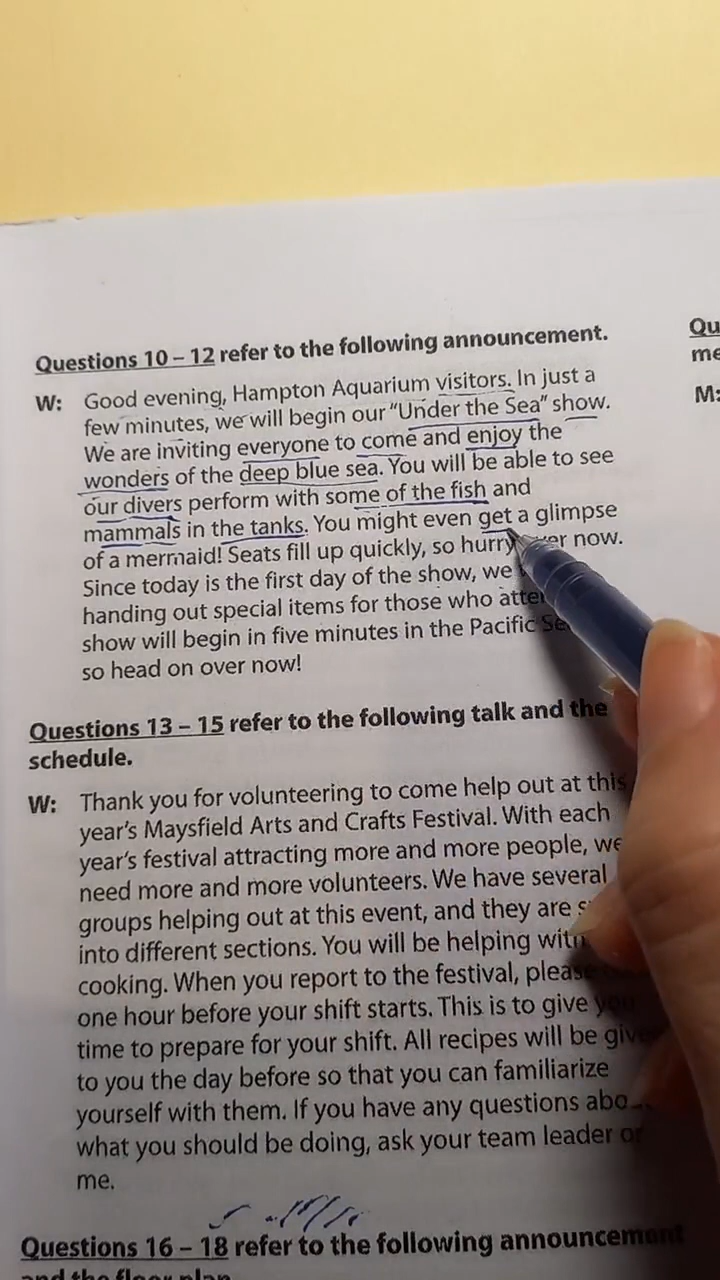 Questions 10 – 12 refer to the following announcement.
W: Good evening, Hampton Aquarium visitors. In just a
few minutes, we will begin our "Under the Sea" show.
We are inviting everyone to come and enjoy the
wonders of the deep blue sea. You will be able to see
our divers perform with some of the fish and
mammals in the tanks. You might even get a glimpse
of a mermaid! Seats fill up quickly, so hurry over now.
Since today is the first day of the show, we
handing out special items for those who
show will begin in five minutes in the Pacific
so head on over now!
Questions 13 – 15 refer to the following talk and the
schedule.
W: Thank you for volunteering to come help out at this
year's Maysfield Arts and Crafts Festival. With each
year's festival attracting more and more people, we
need more and more volunteers. We have several
groups helping out at this event, and they are
into different sections. You will be helping with
cooking. When you report to the festival, please
one hour before your shift starts. This is to give you
time to prepare for your shift. All recipes will be given
to you the day before so that you can familiarize
yourself with them. If you have any questions about
what you should be doing, ask your team leader or
me.
Questions 16 – 18 refer to the following announcement
and the floor plan.
Qu
me
M: